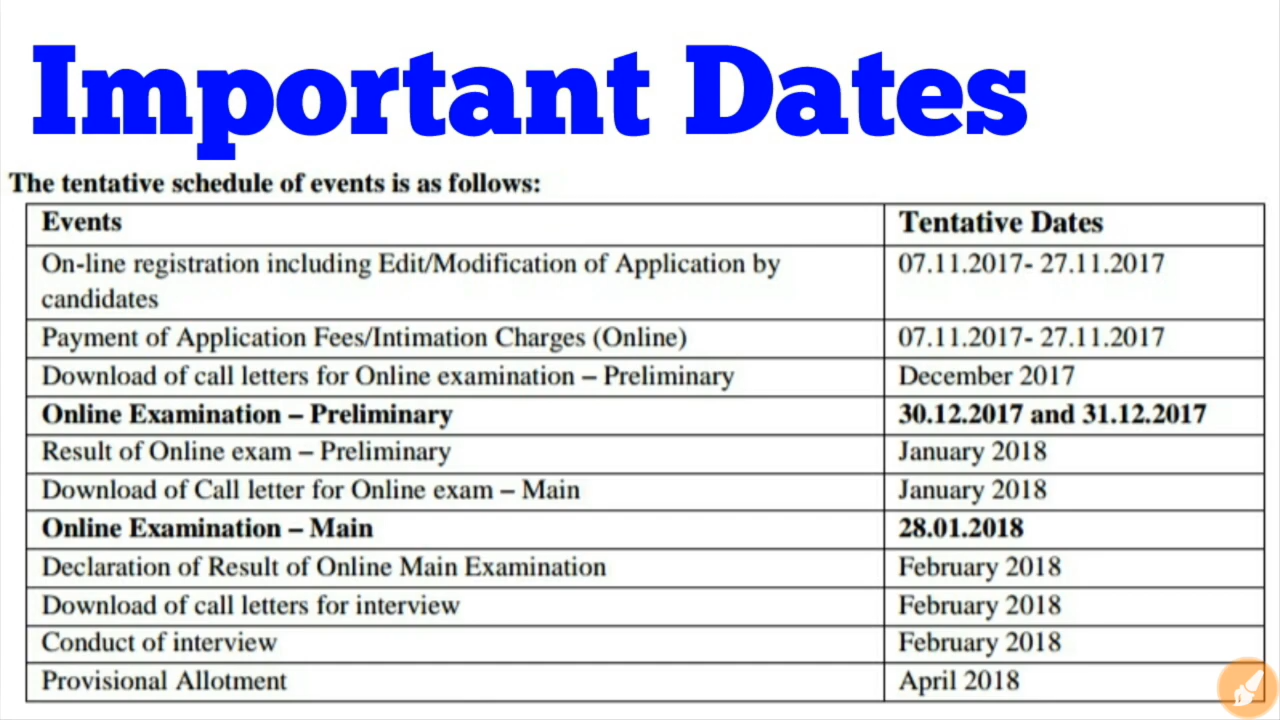 Important Dates
The tentative schedule of events is as follows:
Events Tentative Dates
On-line registration including Edit/Modification of Application by 07.11.2017- 27.11.2017
candidates
Payment of Application Fees/Intimation Charges (Online) 07.11.2017- 27.11.2017
Download of call letters for Online examination – Preliminary December 2017
Online Examination – Preliminary 30.12.2017 and 31.12.2017
Result of Online exam – Preliminary January 2018
Download of Call letter for Online exam – Main January 2018
Online Examination – Main 28.01.2018
Declaration of Result of Online Main Examination February 2018
Download of call letters for interview February 2018
Conduct of interview February 2018
Provisional Allotment April 2018